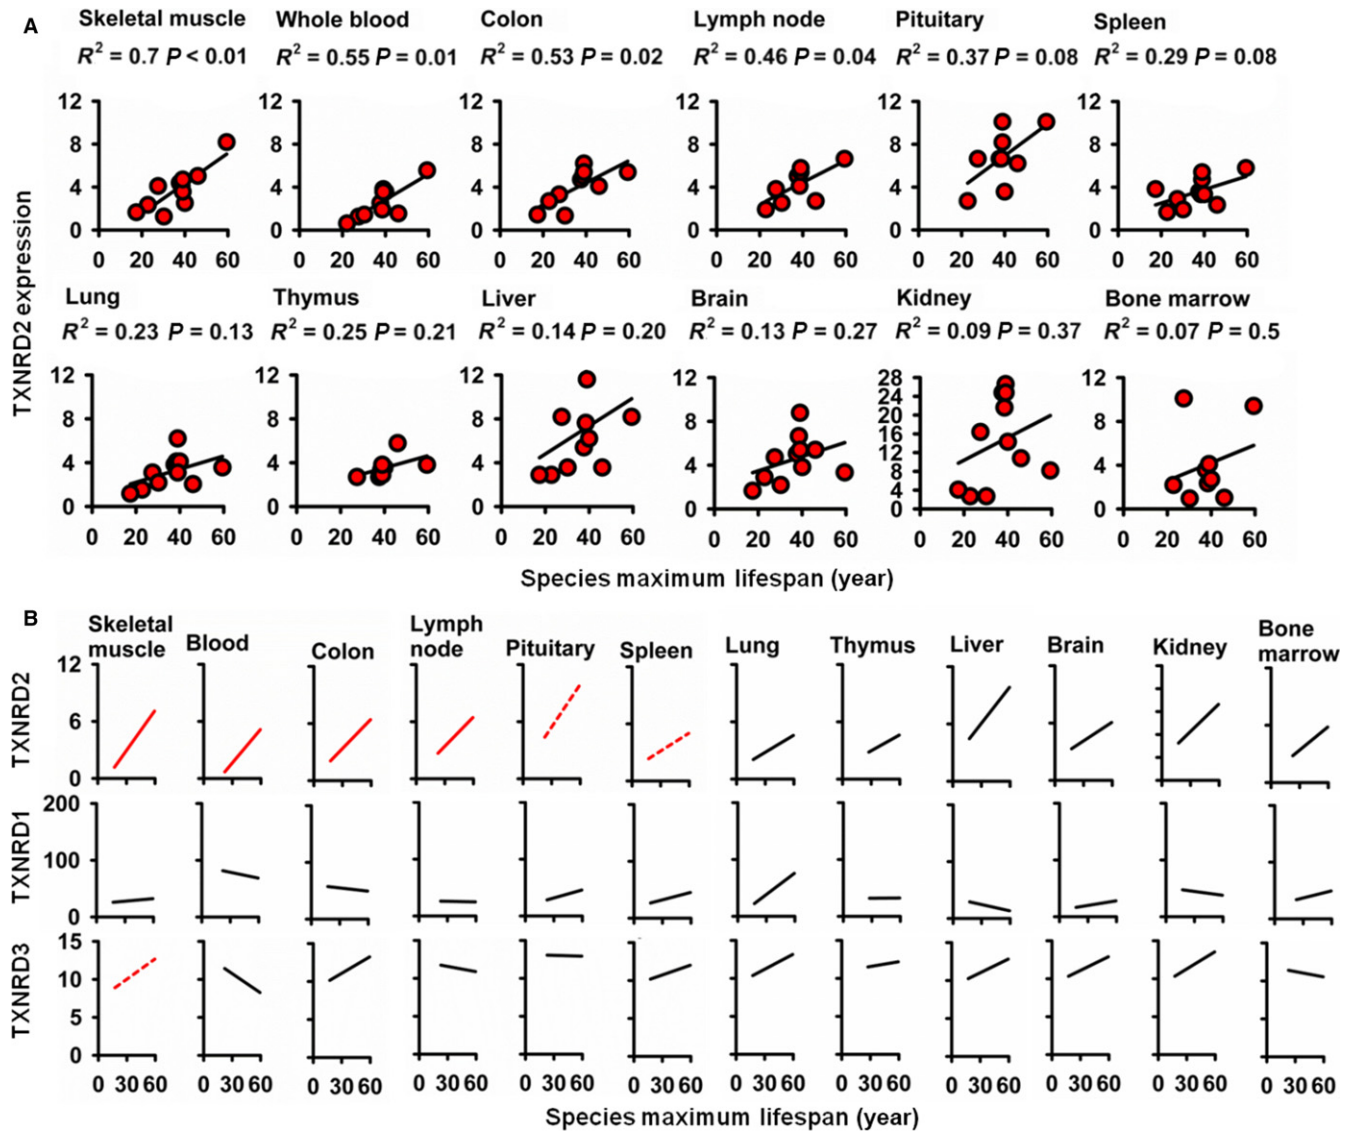 A
Skeletal muscle Whole blood Colon Lymph node Pituitary Spleen
R² = 0.7 P < 0.01 R² = 0.55 P = 0.01 R² = 0.53 P = 0.02 R² = 0.46 P = 0.04 R² = 0.37 P = 0.08 R² = 0.29 P = 0.08
12 12 12 12 12 12
8 8 8 8 8 8
4 4 4 4 4 4
0 0 0 0 0 0
0 20 40 60 0 20 40 60 0 20 40 60 0 20 40 60 0 20 40 60 0 20 40 60
TXNRD2 expression
Lung Thymus Liver Brain Kidney Bone marrow
R² = 0.23 P = 0.13 R² = 0.25 P = 0.21 R² = 0.14 P = 0.20 R² = 0.13 P = 0.27 R² = 0.09 P = 0.37 R² = 0.07 P = 0.5
12 12 12 12 28 12
24
8 8 8 8 20 8
16
4 4 4 4 12 4
8
4
0 0 0 0 0 0
0 20 40 60 0 20 40 60 0 20 40 60 0 20 40 60 0 20 40 60 0 20 40 60
Species maximum lifespan (year)
B
Skeletal
muscle
Blood
Colon
Lymph
node
Pituitary
Spleen
Lung
Thymus
Liver
Brain
Kidney
Bone
marrow
TXNRD2
12
6
0
TXNRD1
200
100
0
TXNRD3
15
10
5
0
0 30 60 0 30 60 0 30 60 0 30 60 0 30 60 0 30 60 0 30 60 0 30 60 0 30 60 0 30 60 0 30 60 0 30 60
Species maximum lifespan (year)